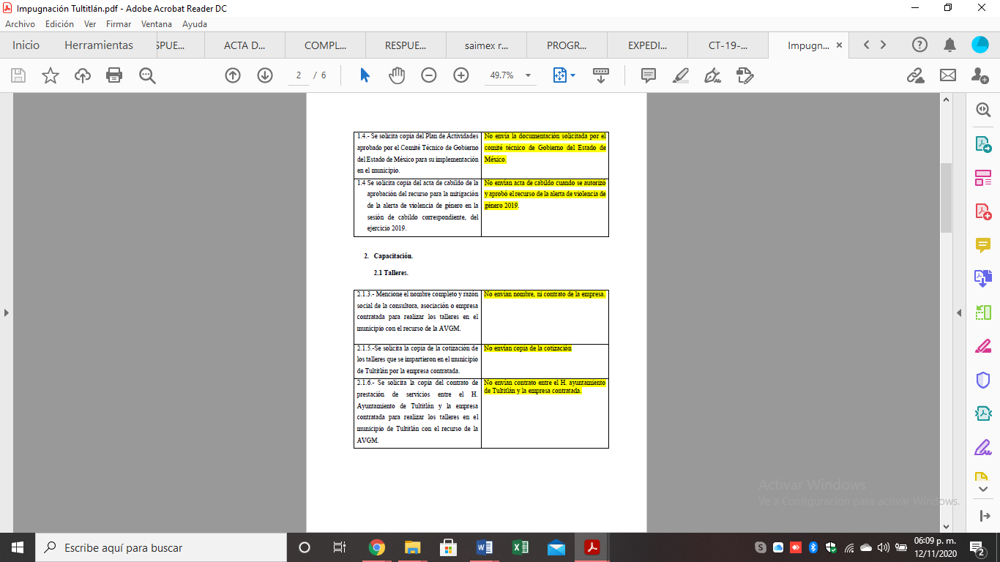 Impugnación Tultitlán.pdf - Adobe Acrobat Reader DC
Archivo Edición Ver Firmar Ventana Ayuda
Inicio Herramientas SPUE... ACTA D... COMPL... RESPUE... saimex r... PROGR... EXPEDI... CT-19-... Impugn...
2 / 6 49.7%
1.4.- Se solicita copia del Plan de Actividades
aprobado por el Comité Técnico de Gobierno
del Estado de México para su implementación
en el municipio.
No envía la documentación solicitada por el
comité técnico de Gobierno del Estado de
México.
1.4 Se solicita copia del acta de cabildo de la
aprobación del recurso para la mitigación
de la alerta de violencia de género en la
sesión de cabildo correspondiente, del
ejercicio 2019.
No envían acta de cabildo cuando se autorizó
y aprobó el recurso de la alerta de violencia de
género 2019.
2. Capacitación.
2.1 Talleres.
2.1.3.- Mencione el nombre completo y razón
social de la consultora, asociación o empresa
contratada para realizar los talleres en el
municipio con el recurso de la AVGM.
No envían nombre, ni contrato de la empresa.
2.1.5.-Se solicita la copia de la cotización de
los talleres que se impartieron en el municipio
de Tultitlán por la empresa contratada.
No envían copia de la cotización
2.1.6.- Se solicita la copia del contrato de
prestación de servicios entre el H.
Ayuntamiento de Tultitlán y la empresa
contratada para realizar los talleres en el
municipio de Tultitlán con el recurso de la
AVGM.
No envían contrato entre el H. ayuntamiento
de Tultitlán y la empresa contratada.
Activar Windows
Ve a Configuración para activar Windows.
Escribe aquí para buscar
06:09 p. m.
12/11/2020
2